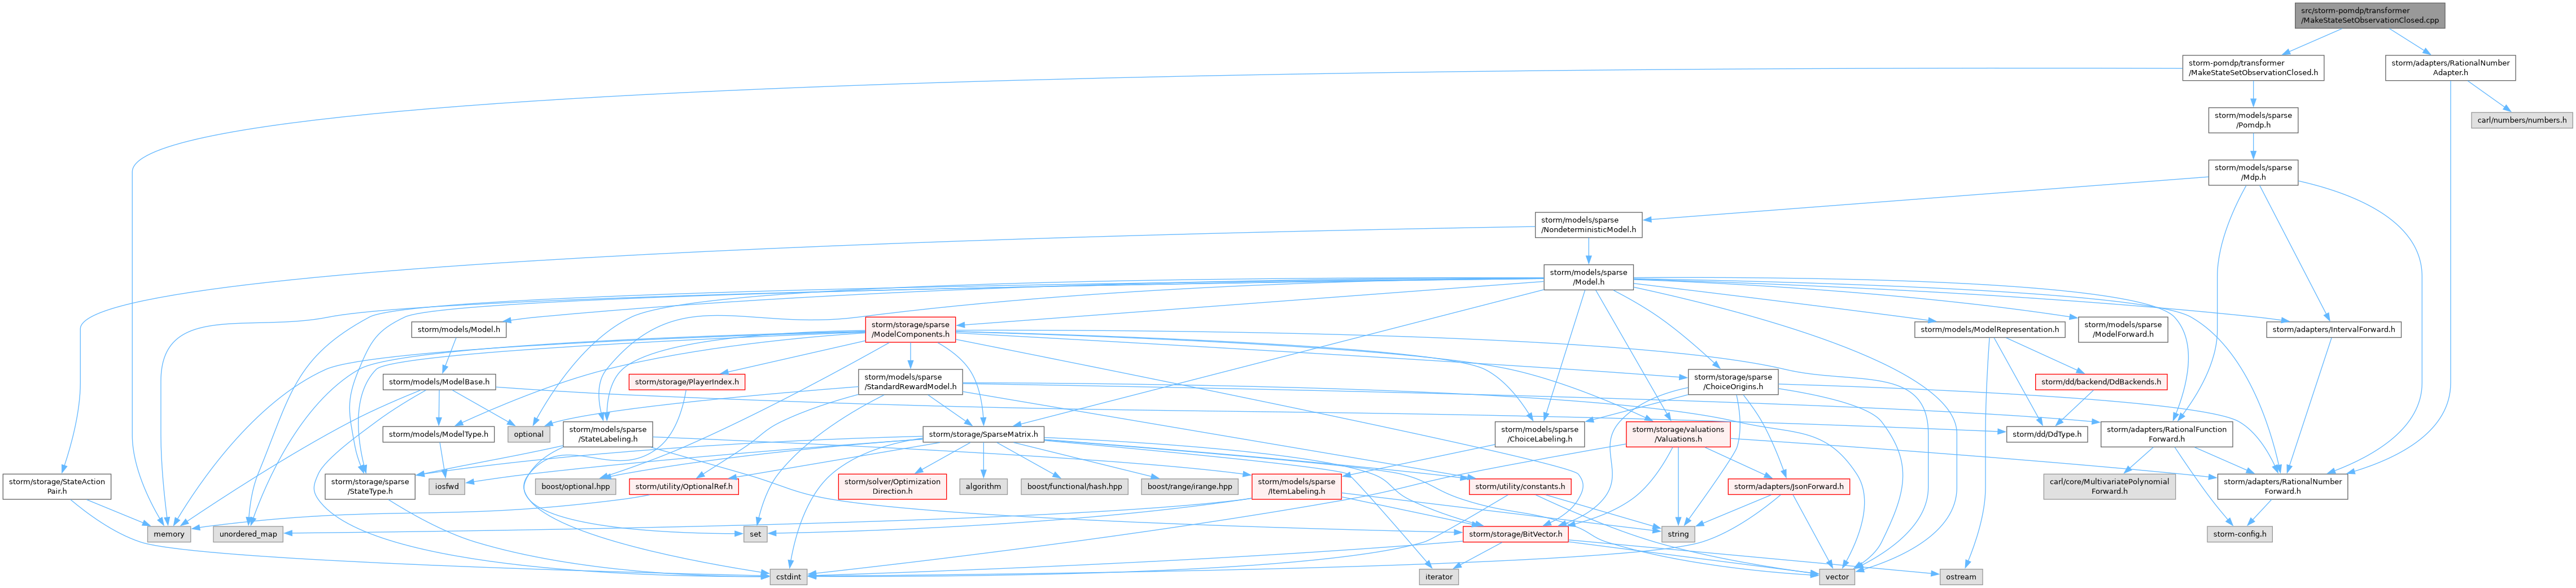 src/storm-pomdp/transformer
/MakeStateSetObservationClosed.cpp
storm-pomdp/transformer
/MakeStateSetObservationClosed.h
storm/adapters/RationalNumber
Adapter.h
storm/models/sparse
/Pomdp.h
carl/numbers/numbers.h
storm/models/sparse
/Mdp.h
storm/models/sparse
/NondeterministicModel.h
storm/models/sparse
/Model.h
storm/models/Model.h
storm/storage/sparse
/ModelComponents.h
storm/models/ModelRepresentation.h
storm/models/sparse
/ModelForward.h
storm/adapters/IntervalForward.h
storm/models/ModelBase.h
storm/storage/PlayerIndex.h
storm/models/sparse
/StandardRewardModel.h
storm/storage/sparse
/ChoiceOrigins.h
storm/dd/backend/DdBackends.h
storm/models/ModelType.h
optional
storm/models/sparse
/StateLabeling.h
storm/storage/SparseMatrix.h
storm/models/sparse
/ChoiceLabeling.h
storm/storage/valuations
/Valuations.h
storm/dd/DdType.h
storm/adapters/RationalFunction
Forward.h
storm/storage/StateAction
Pair.h
storm/storage/sparse
/StateType.h
iosfwd
boost/optional.hpp
storm/utility/OptionalRef.h
storm/solver/Optimization
Direction.h
algorithm
boost/functional/hash.hpp
boost/range/irange.hpp
storm/models/sparse
/ItemLabeling.h
storm/utility/constants.h
storm/adapters/JsonForward.h
carl/core/MultivariatePolynomial
Forward.h
storm/adapters/RationalNumber
Forward.h
memory
unordered_map
set
storm/storage/BitVector.h
string
storm-config.h
cstdint
iterator
vector
ostream